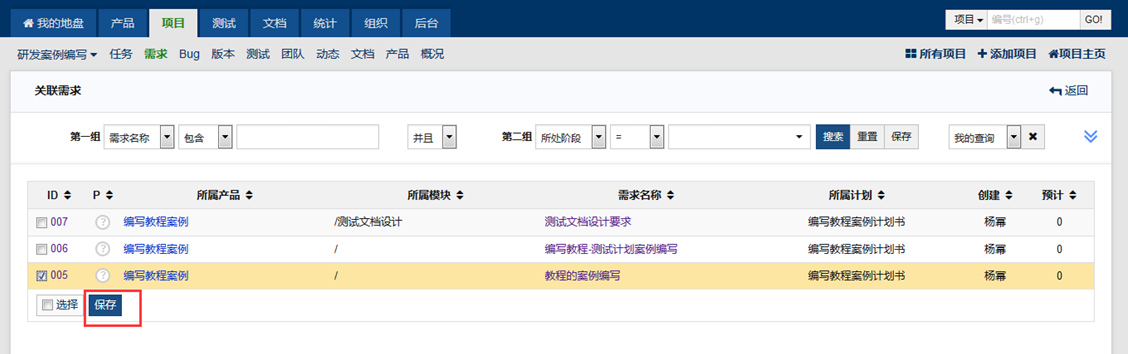 我的地盘 产品 项目 测试 文档 统计 组织 后台 项目 编号(ctrl+g) GO!
研发案例编写 任务 需求 Bug 版本 测试 团队 动态 文档 产品 概况 所有项目 添加项目 项目主页
关联需求 返回
第一组 需求名称 包含 并且 第二组 所处阶段 = 搜索 重置 保存 我的查询
ID P 所属产品 所属模块 需求名称 所属计划 创建 预计
007 ? 编写教程案例 /测试文档设计 测试文档设计要求 编写教程案例计划书 杨幂 0
006 ? 编写教程案例 / 编写教程-测试计划案例编写 编写教程案例计划书 杨幂 0
005 ? 编写教程案例 / 教程的案例编写 编写教程案例计划书 杨幂 0
选择 保存